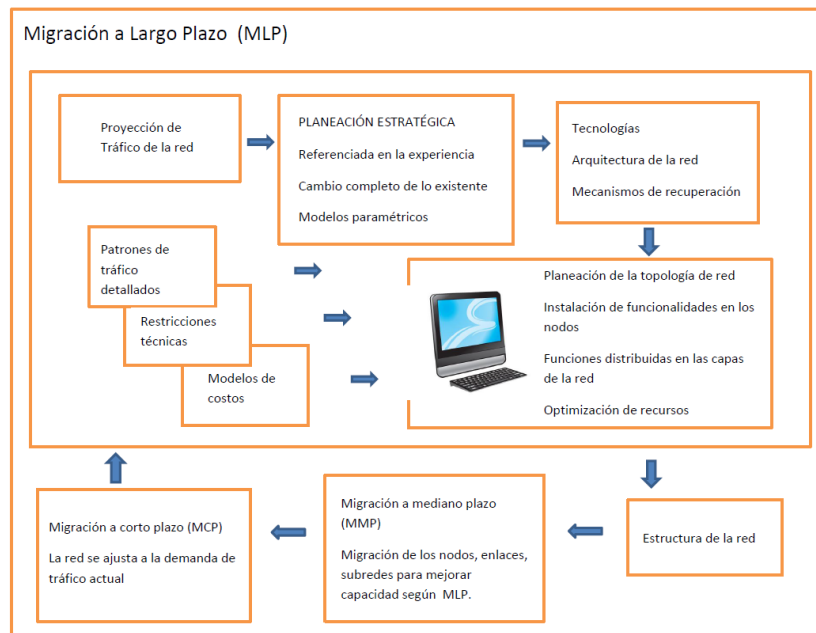 Migración a Largo Plazo (MLP)
Proyección de
Tráfico de la red
PLANEACIÓN ESTRATÉGICA
Referenciada en la experiencia
Cambio completo de lo existente
Modelos paramétricos
Tecnologías
Arquitectura de la red
Mecanismos de recuperación
Patrones de
tráfico
detallados
Restricciones
técnicas
Modelos de
costos
Planeación de la topología de red
Instalación de funcionalidades en los
nodos
Funciones distribuidas en las capas
de la red
Optimización de recursos
Migración a corto plazo (MCP)
La red se ajusta a la demanda de
tráfico actual
Migración a mediano plazo
(MMP)
Migración de los nodos, enlaces,
subredes para mejorar
capacidad según MLP.
Estructura de la red